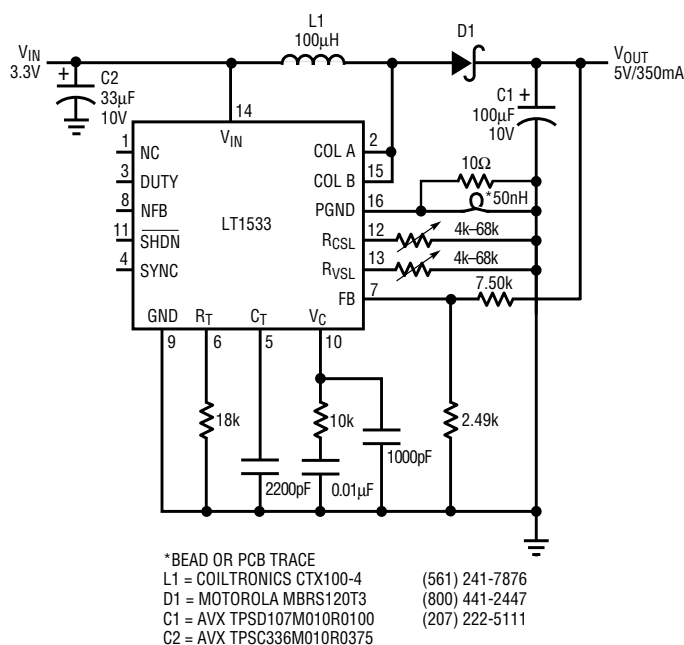 L1
100µH
D1
VIN
3.3V
VOUT
5V/350mA
+
C2
33µF
10V
C1
+
100µF
10V
14
VIN
1
NC
COL A
2
3
DUTY
COL B
15
10Ω
8
NFB
PGND
16
*50nH
LT1533
11
SHDN
RCSL
12
4k–68k
4
SYNC
RVSL
13
4k–68k
FB
7
7.50k
GND
RT
CT
VC
9
6
5
10
18k
10k
2.49k
1000pF
2200pF
0.01µF
*BEAD OR PCB TRACE
L1 = COILTRONICS CTX100-4 (561) 241-7876
D1 = MOTOROLA MBRS120T3 (800) 441-2447
C1 = AVX TPSD107M010R0100 (207) 222-5111
C2 = AVX TPSC336M010R0375